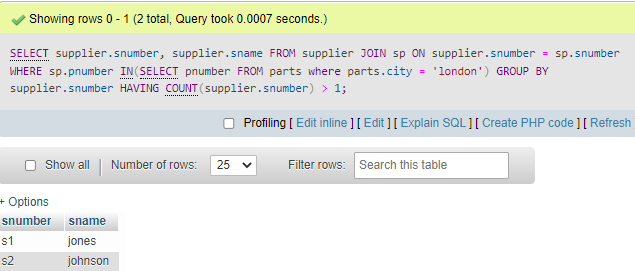 Showing rows 0 - 1 (2 total, Query took 0.0007 seconds.)
SELECT supplier.snumber, supplier.sname FROM supplier JOIN sp ON supplier.snumber = sp.snumber
WHERE sp.pnumber IN(SELECT pnumber FROM parts where parts.city = 'london') GROUP BY
supplier.snumber HAVING COUNT(supplier.snumber) > 1;
Profiling [ Edit inline ] [ Edit ] [ Explain SQL ] [ Create PHP code ] [ Refresh
Show all Number of rows: 25 Filter rows: Search this table
+ Options
snumber sname
s1 jones
s2 johnson